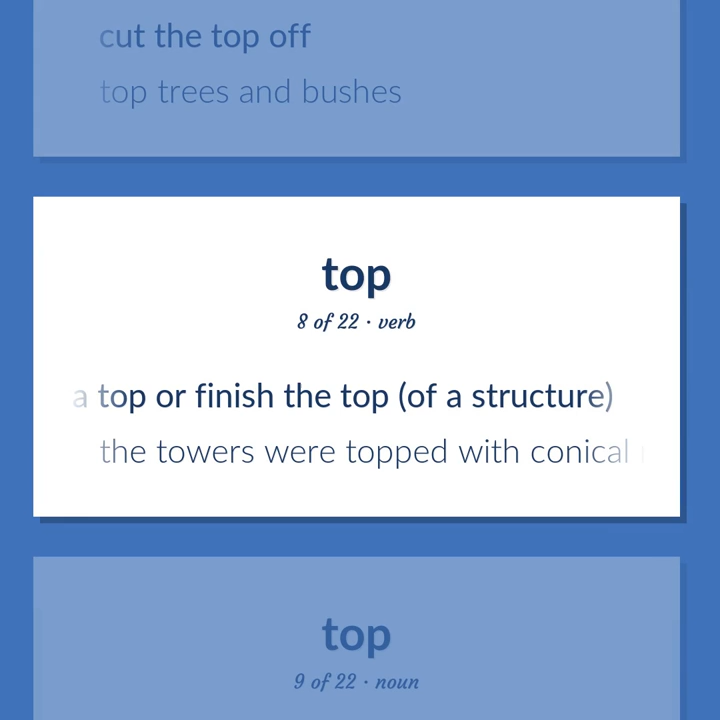 cut the top off
top trees and bushes
top
8 of 22 · verb
a top or finish the top (of a structure)
the towers were topped with conical
top
9 of 22 · noun